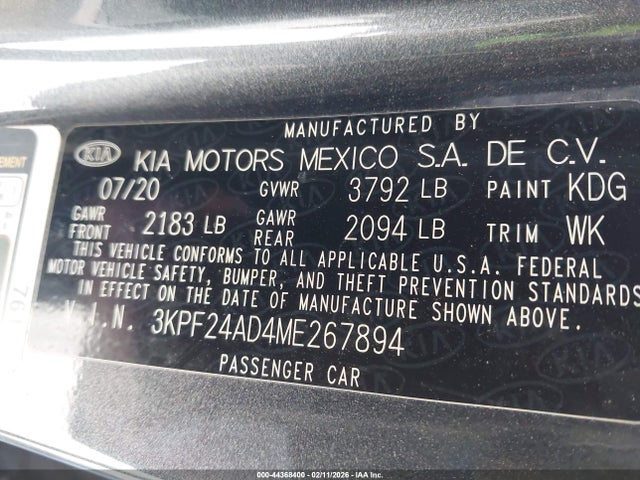 MANUFACTURED BY
KIA KIA MOTORS MEXICO S.A. DE C.V.
07/20 GVWR 3792 LB PAINT KDG
GAWR FRONT 2183 LB GAWR REAR 2094 LB TRIM WK
THIS VEHICLE CONFORMS TO ALL APPLICABLE U.S.A. FEDERAL
MOTOR VEHICLE SAFETY, BUMPER, AND THEFT PREVENTION STANDARDS
IN EFFECT ON THE DATE OF MANUFACTURE SHOWN ABOVE.
V.I.N. 3KPF24AD4ME267894
PASSENGER CAR
000-44368400 - 02/11/2026 - IAA, Inc.